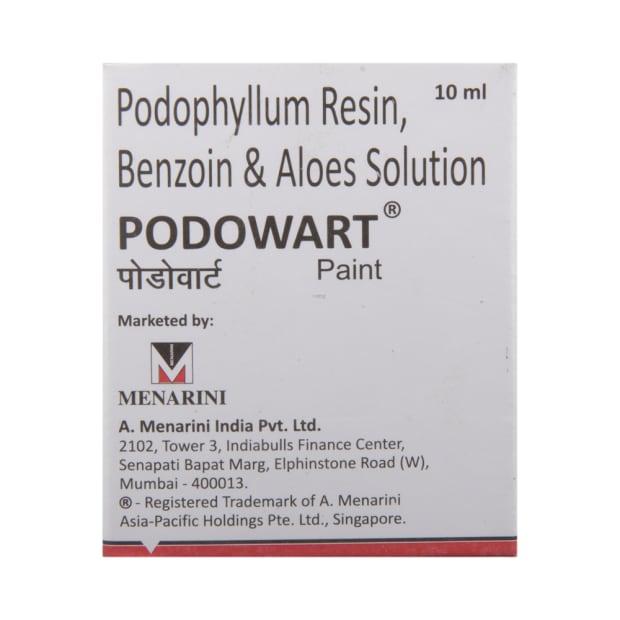 Podophyllum Resin, 10 ml
Benzoin & Aloes Solution
PODOWART®
पोडोवार्ट Paint
Marketed by:
MENARINI
A. Menarini India Pvt. Ltd.
2102, Tower 3, Indiabulls Finance Center,
Senapati Bapat Marg, Elphinstone Road (W),
Mumbai - 400013.
® - Registered Trademark of A. Menarini
Asia-Pacific Holdings Pte. Ltd., Singapore.